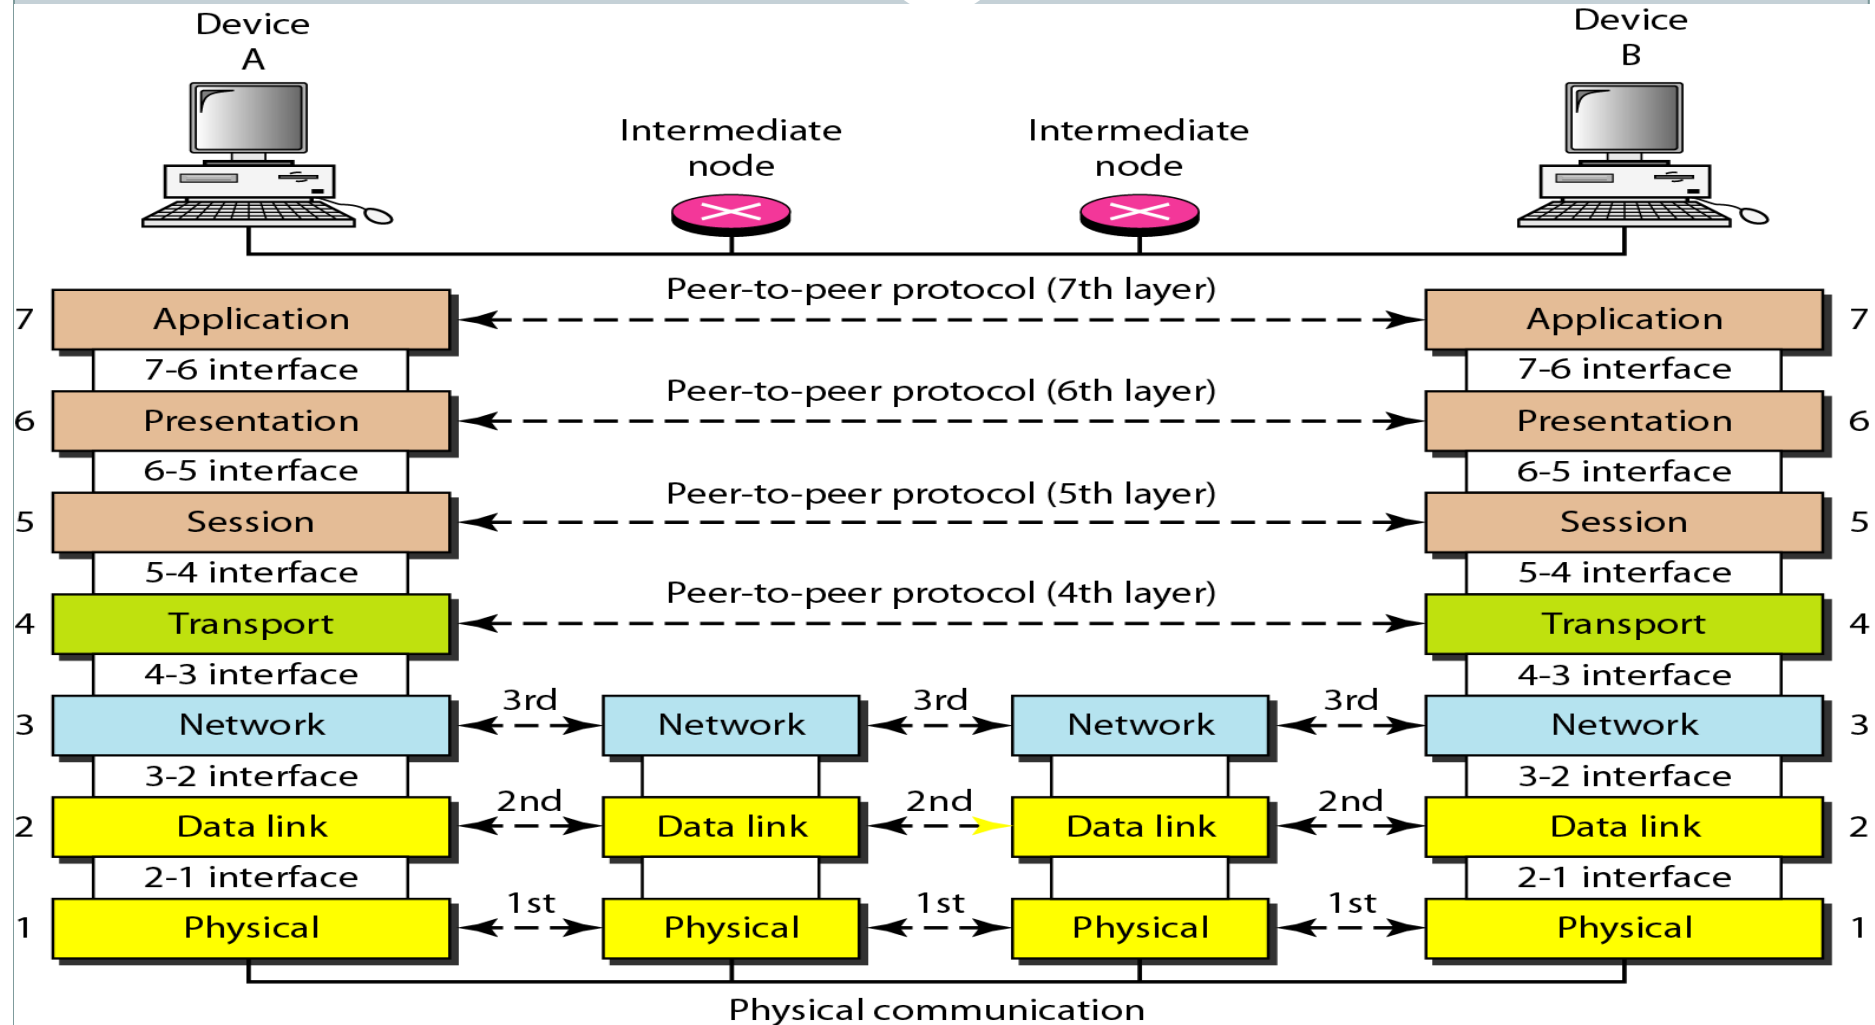 Device
A
Device
B
Intermediate
node
Intermediate
node
Peer-to-peer protocol (7th layer)
7 Application Application 7
7-6 interface 7-6 interface
Peer-to-peer protocol (6th layer)
6 Presentation Presentation 6
6-5 interface 6-5 interface
Peer-to-peer protocol (5th layer)
5 Session Session 5
5-4 interface 5-4 interface
Peer-to-peer protocol (4th layer)
4 Transport Transport 4
4-3 interface 4-3 interface
3rd 3rd 3rd
3 Network Network Network Network 3
3-2 interface 3-2 interface
2nd 2nd 2nd
2 Data link Data link Data link Data link 2
2-1 interface 2-1 interface
1st 1st 1st
1 Physical Physical Physical Physical 1
Physical communication